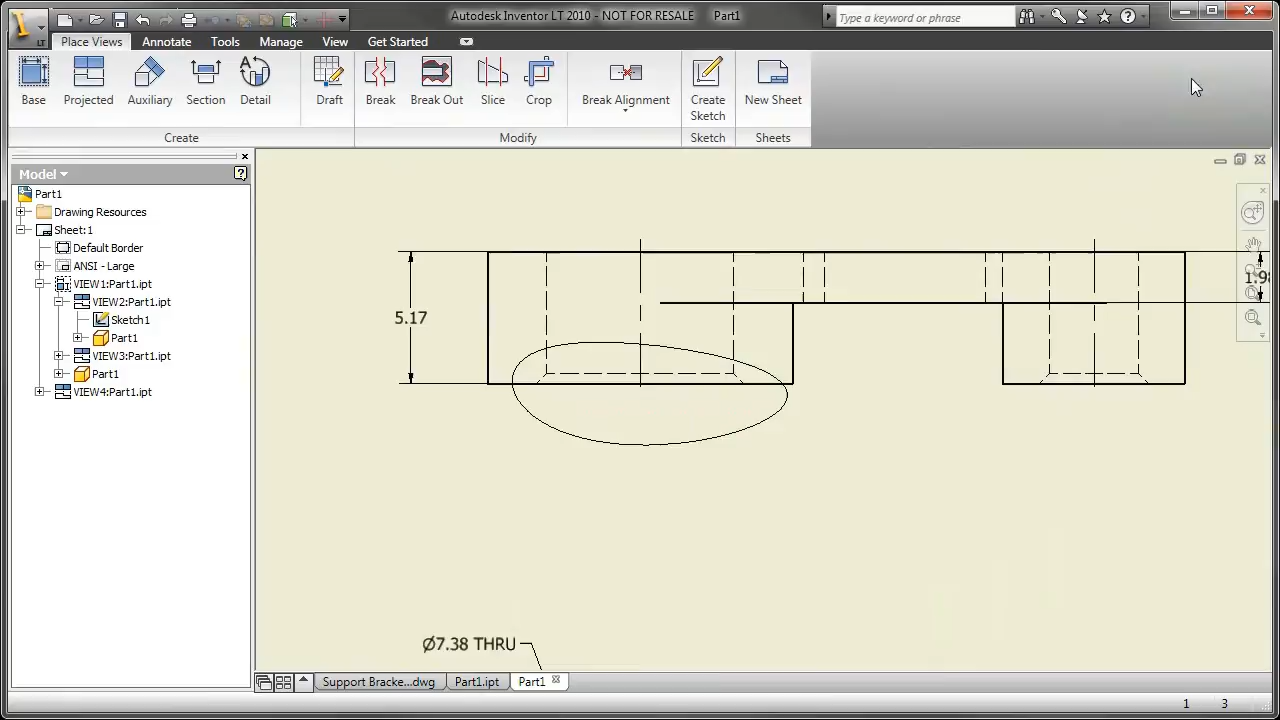 Autodesk Inventor LT 2010 - NOT FOR RESALE Part1
Type a keyword or phrase
LT
Place Views Annotate Tools Manage View Get Started
Base Projected Auxiliary Section Detail Draft Break Break Out Slice Crop Break Alignment Create Sketch New Sheet
Create Modify Sketch Sheets
Model
Part1
Drawing Resources
Sheet:1
Default Border
ANSI - Large
VIEW1:Part1.ipt
VIEW2:Part1.ipt
Sketch1
Part1
VIEW3:Part1.ipt
Part1
VIEW4:Part1.ipt
5.17
Ø7.38 THRU
Support Bracke...dwg Part1.ipt Part1
1 3